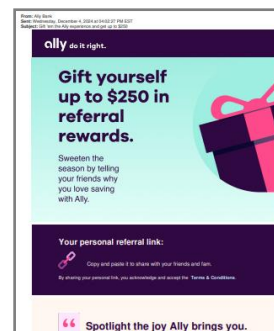 From: Ally Bank
Sent: Wednesday, December 4, 2024 at 04:02:27 PM EST
Subject: Gift 'em the Ally experience and get up to $250
ally do it right.
Gift yourself
up to $250 in
referral
rewards.
Sweeten the
season by telling
your friends why
you love saving
with Ally.
Your personal referral link:
Copy and paste it to share with your friends and fam.
By sharing your personal link, you acknowledge and accept the Terms & Conditions.
Spotlight the joy Ally brings you.